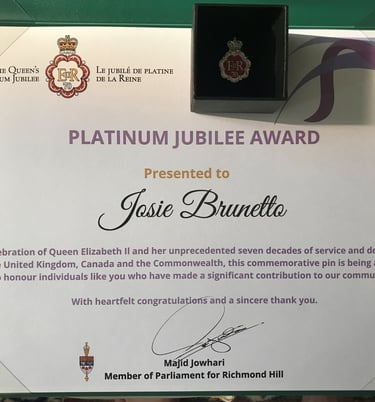 HE QUEEN'S
UM JUBILEE
LE JUBILÉ DE PLATINE
DE LA REINE
EIIR
70
PLATINUM JUBILEE AWARD
Presented to
Josie Brunetto
ebration of Queen Elizabeth II and her unprecedented seven decades of service and de
e United Kingdom, Canada and the Commonwealth, this commemorative pin is being a
o honour individuals like you who have made a significant contribution to our commu
With heartfelt congratulations and a sincere thank you.
Majid Jowhari
Member of Parliament for Richmond Hill